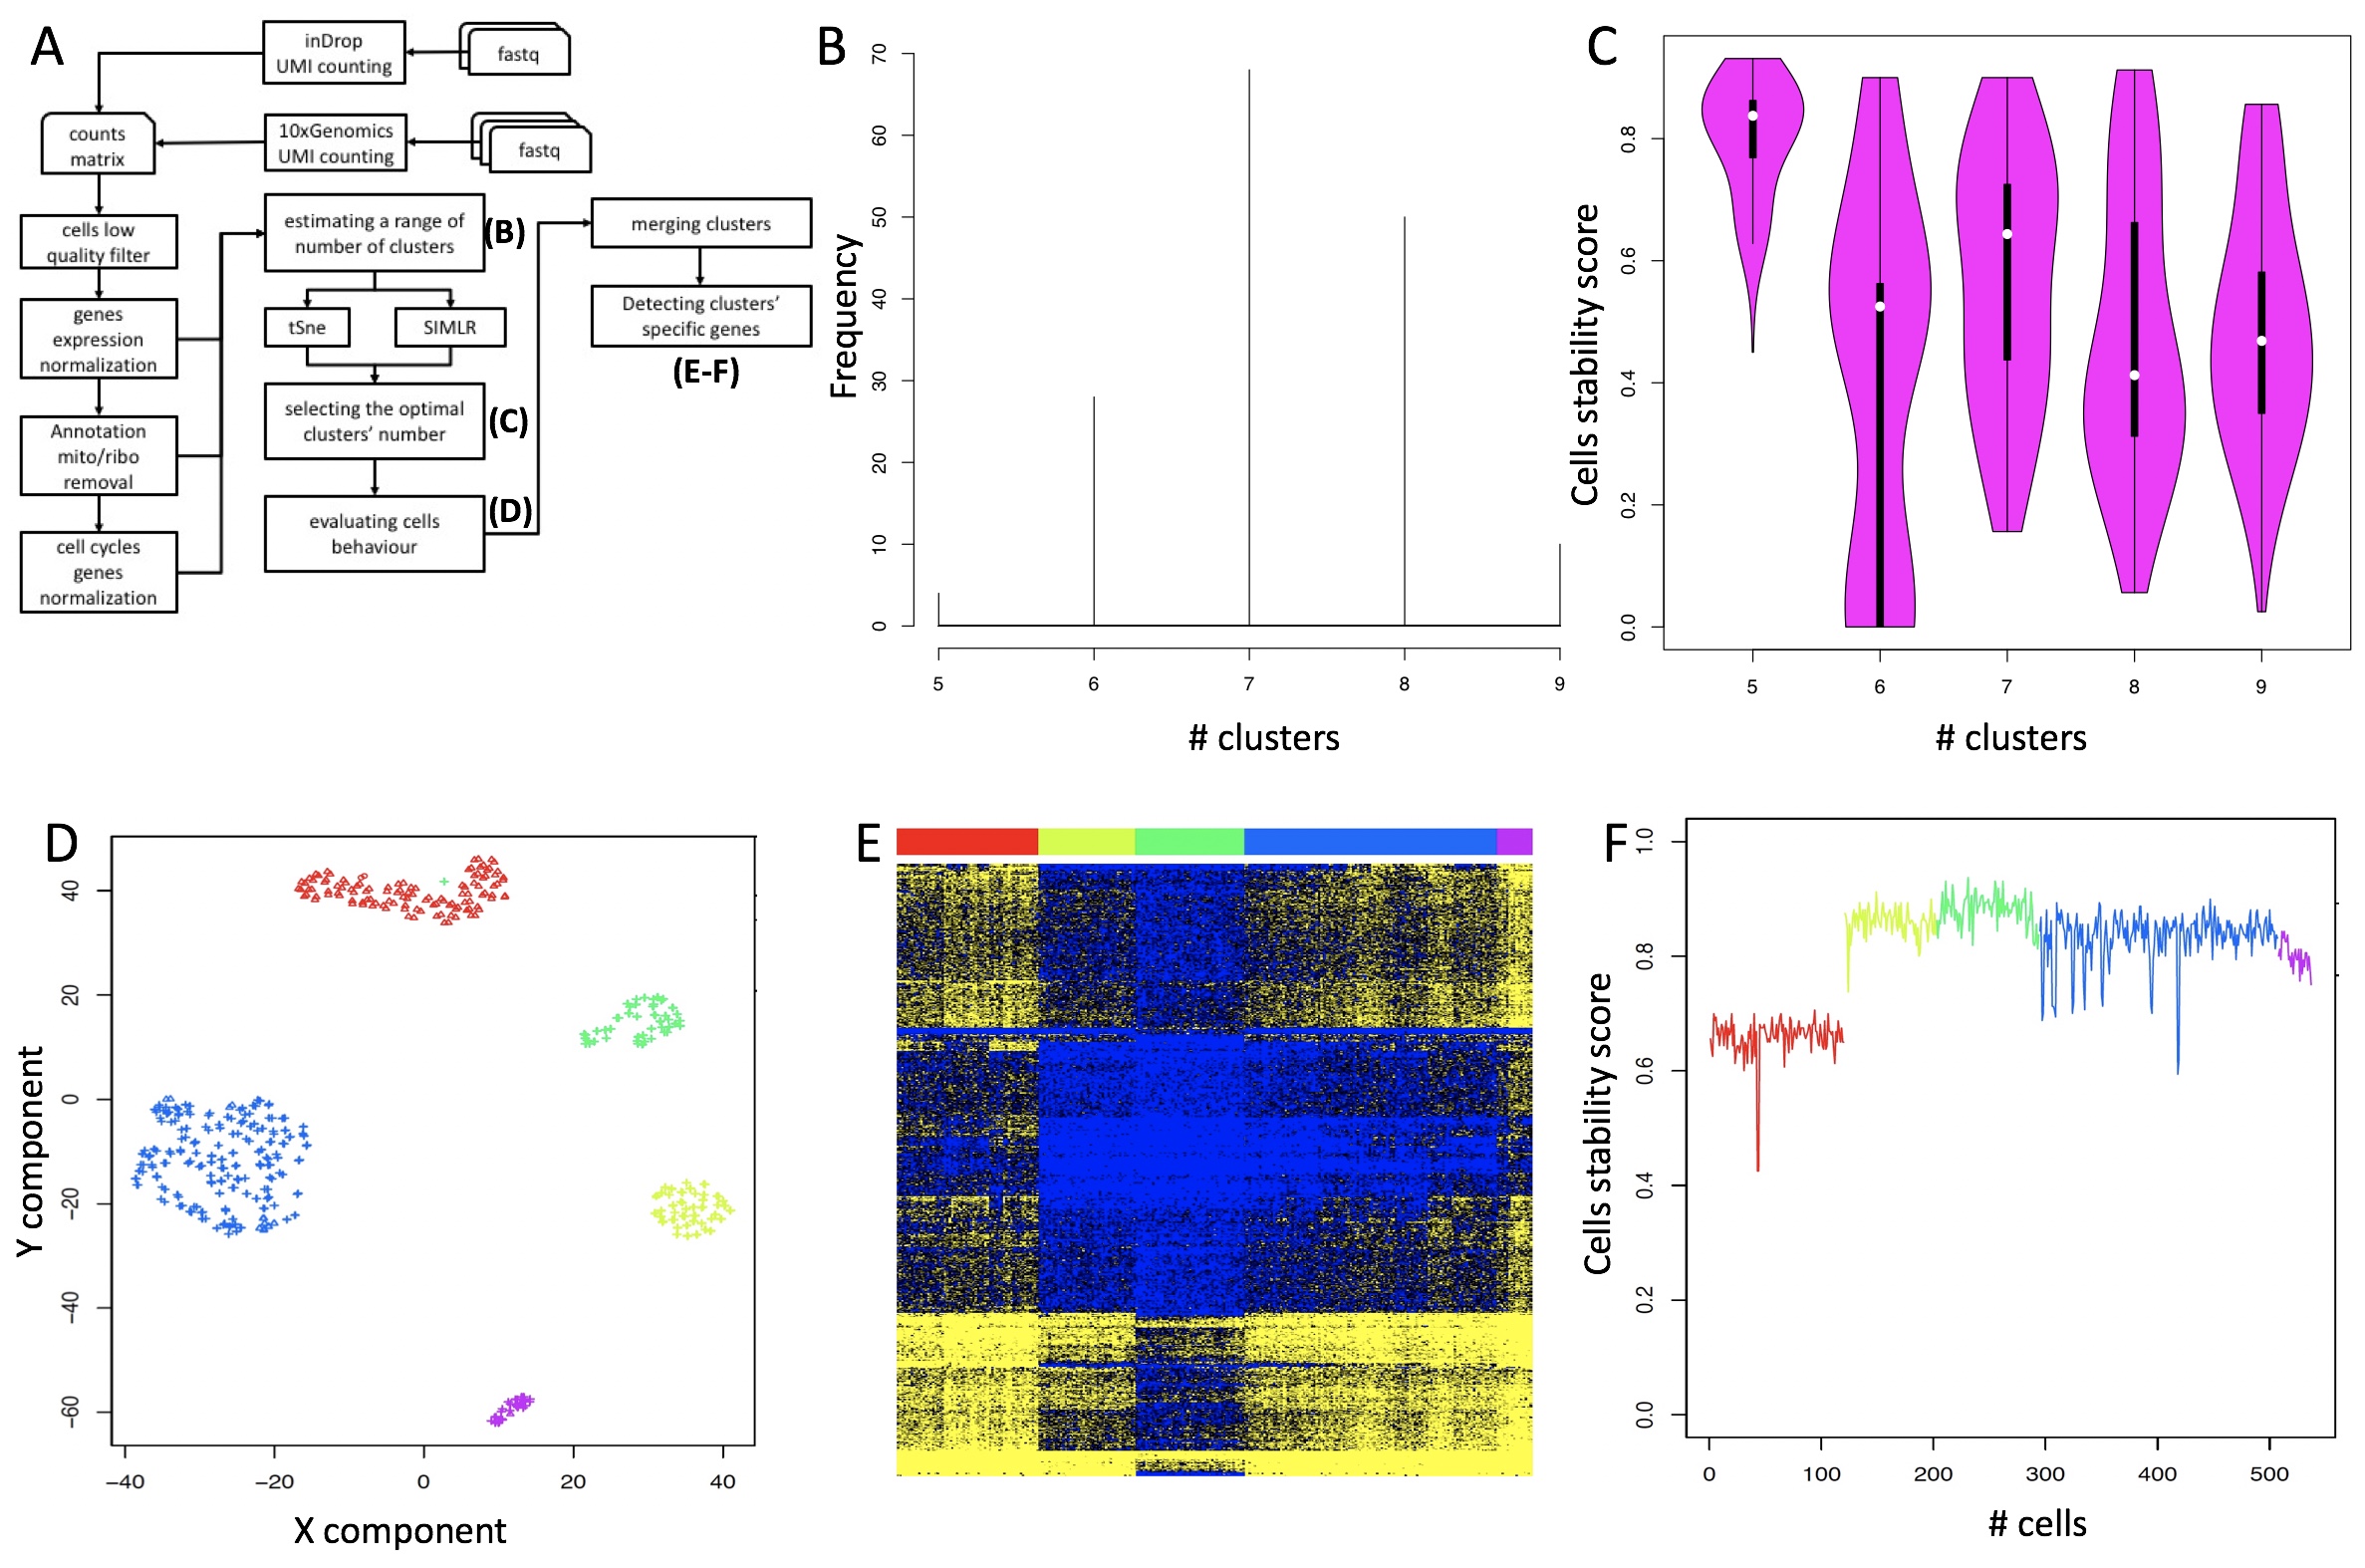 A
inDrop
UMI counting
fastq
counts
matrix
10xGenomics
UMI counting
fastq
cells low
quality filter
genes
expression
normalization
Annotation
mito/ribo
removal
cell cycles
genes
normalization
estimating a range of
number of clusters
(B)
tSne
SIMLR
selecting the optimal
clusters' number
(C)
evaluating cells
behaviour
(D)
merging clusters
Detecting clusters'
specific genes
(E-F)
B
Frequency
70
60
50
40
30
20
10
0
5 6 7 8 9
# clusters
C
Cells stability score
0.8
0.6
0.4
0.2
0.0
5 6 7 8 9
# clusters
D
Y component
40
20
0
−20
−40
−60
−40 −20 0 20 40
X component
E
F
Cells stability score
1.0
0.8
0.6
0.4
0.2
0.0
0 100 200 300 400 500
# cells